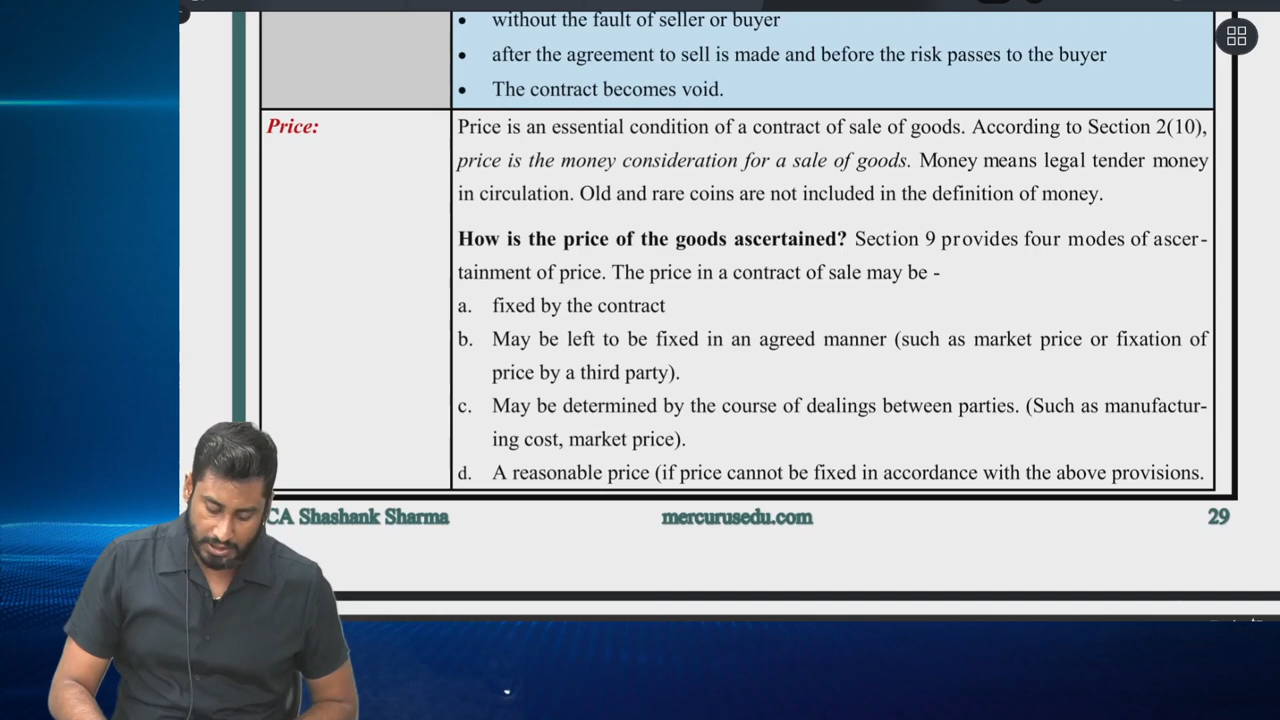 • without the fault of seller or buyer
• after the agreement to sell is made and before the risk passes to the buyer
• The contract becomes void.
Price:
Price is an essential condition of a contract of sale of goods. According to Section 2(10),
price is the money consideration for a sale of goods. Money means legal tender money
in circulation. Old and rare coins are not included in the definition of money.
How is the price of the goods ascertained? Section 9 provides four modes of ascer-
tainment of price. The price in a contract of sale may be -
a. fixed by the contract
b. May be left to be fixed in an agreed manner (such as market price or fixation of
price by a third party).
c. May be determined by the course of dealings between parties. (Such as manufactur-
ing cost, market price).
d. A reasonable price (if price cannot be fixed in accordance with the above provisions.
CA Shashank Sharma
mercurusedu.com
29